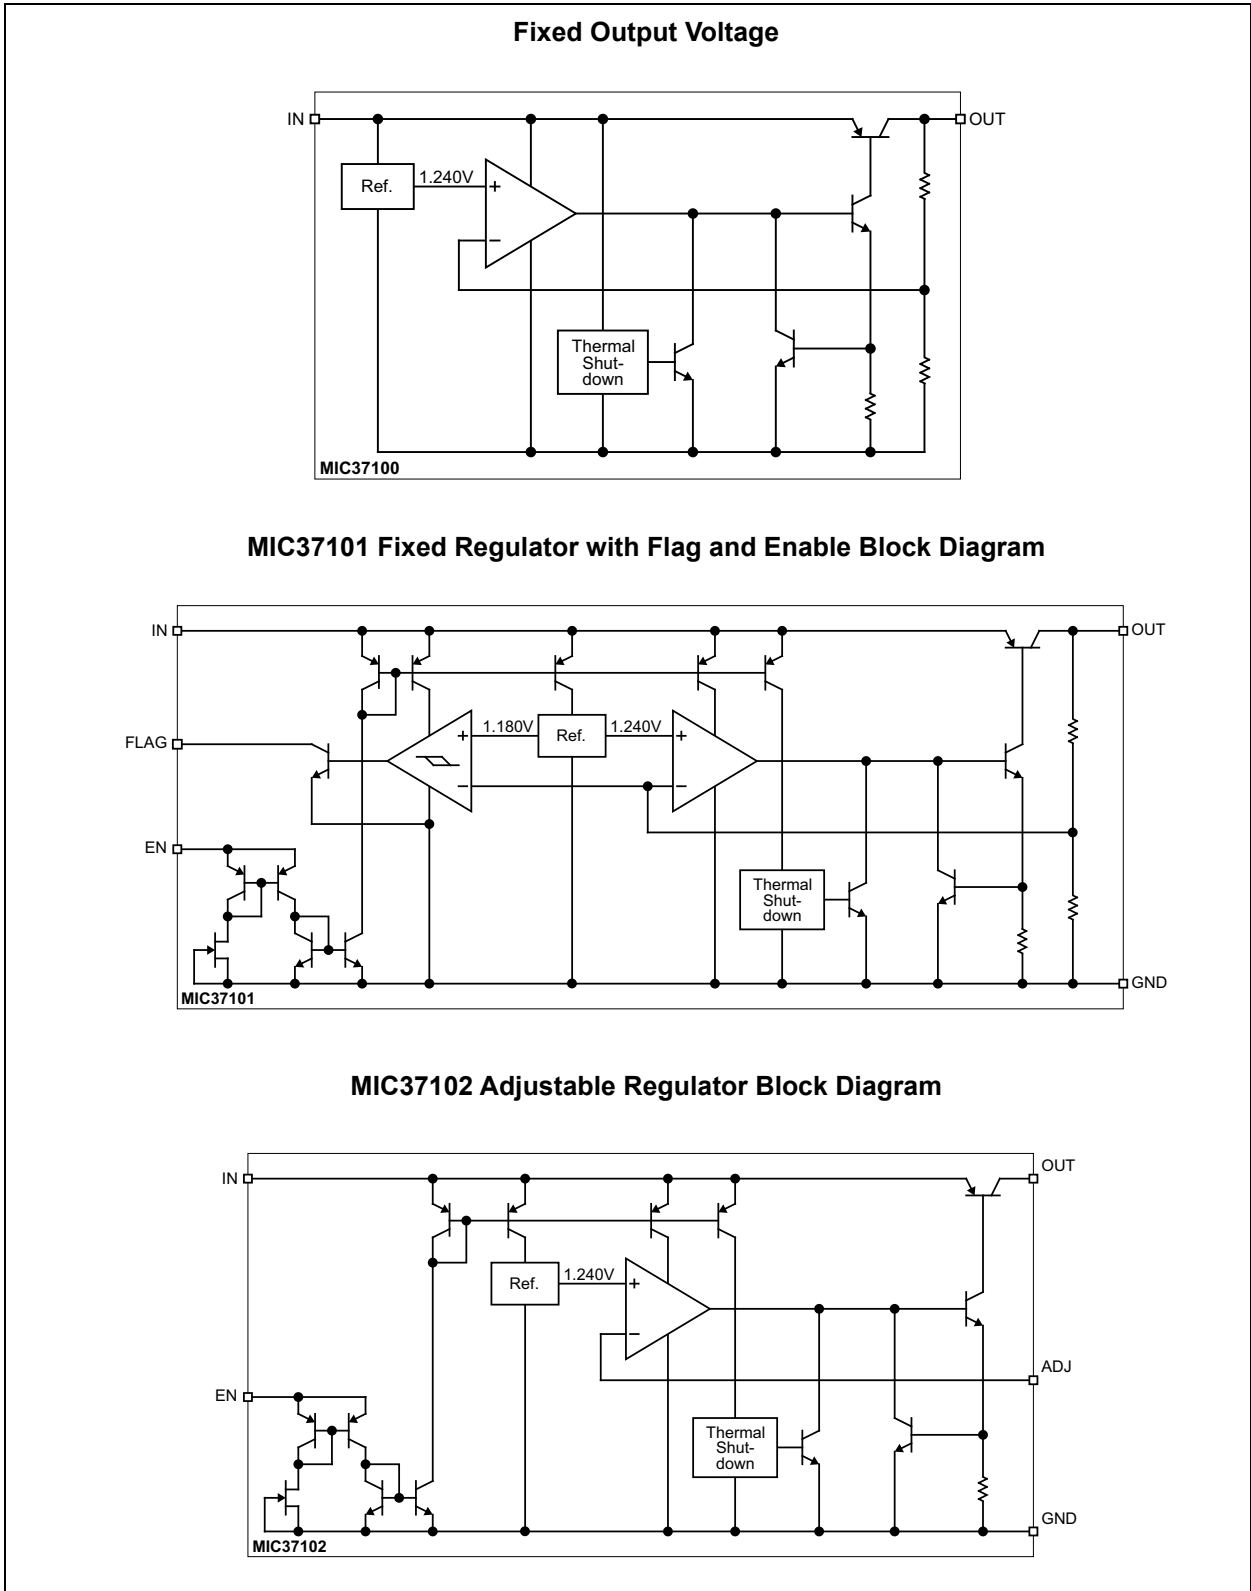 Fixed Output Voltage
IN
OUT
Ref.
1.240V
+
−
Thermal
Shut-
down
MIC37100
MIC37101 Fixed Regulator with Flag and Enable Block Diagram
IN
OUT
FLAG
1.180V
Ref.
1.240V
+
+
−
−
EN
Thermal
Shut-
down
GND
MIC37101
MIC37102 Adjustable Regulator Block Diagram
IN
OUT
Ref.
1.240V
+
−
ADJ
EN
Thermal
Shut-
down
GND
MIC37102